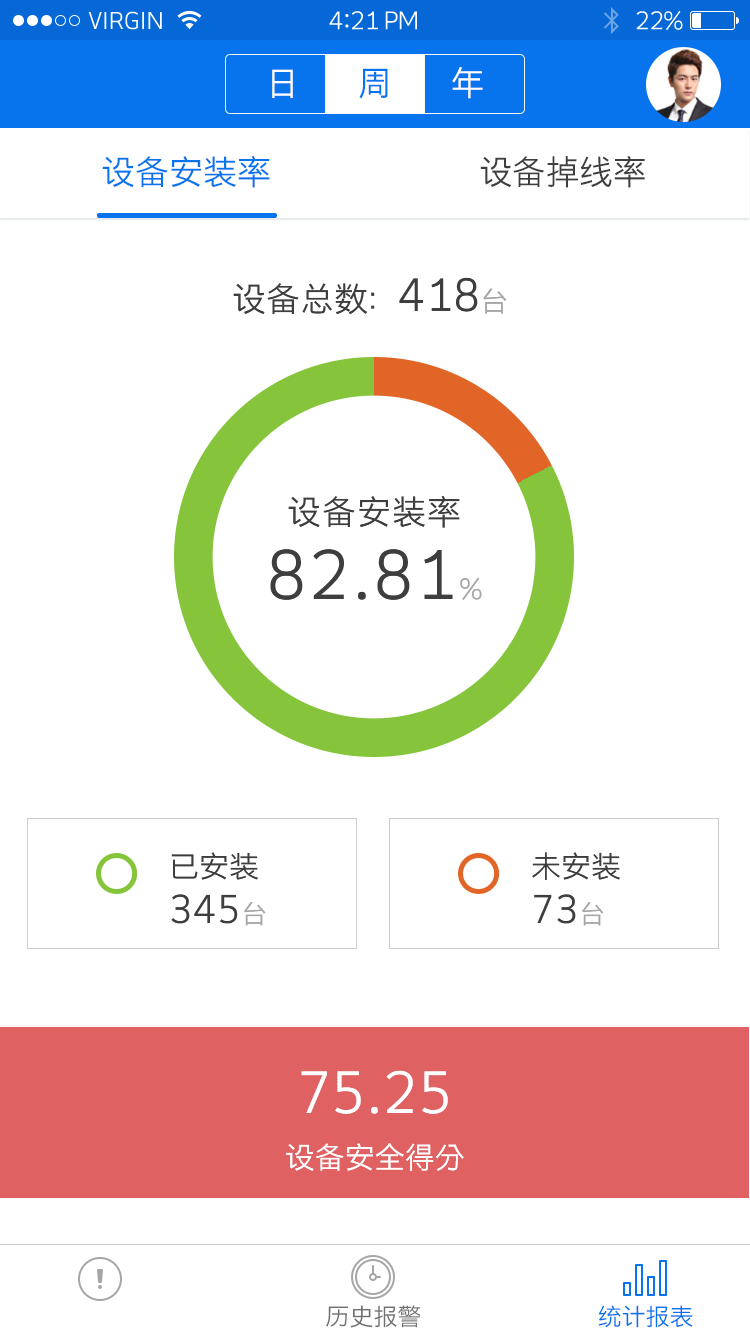 VIRGIN 4:21 PM 22%
日 周 年
设备安装率 设备掉线率
设备总数: 418台
设备安装率
82.81%
已安装 未安装
345台 73台
75.25
设备安全得分
!
历史报警 统计报表